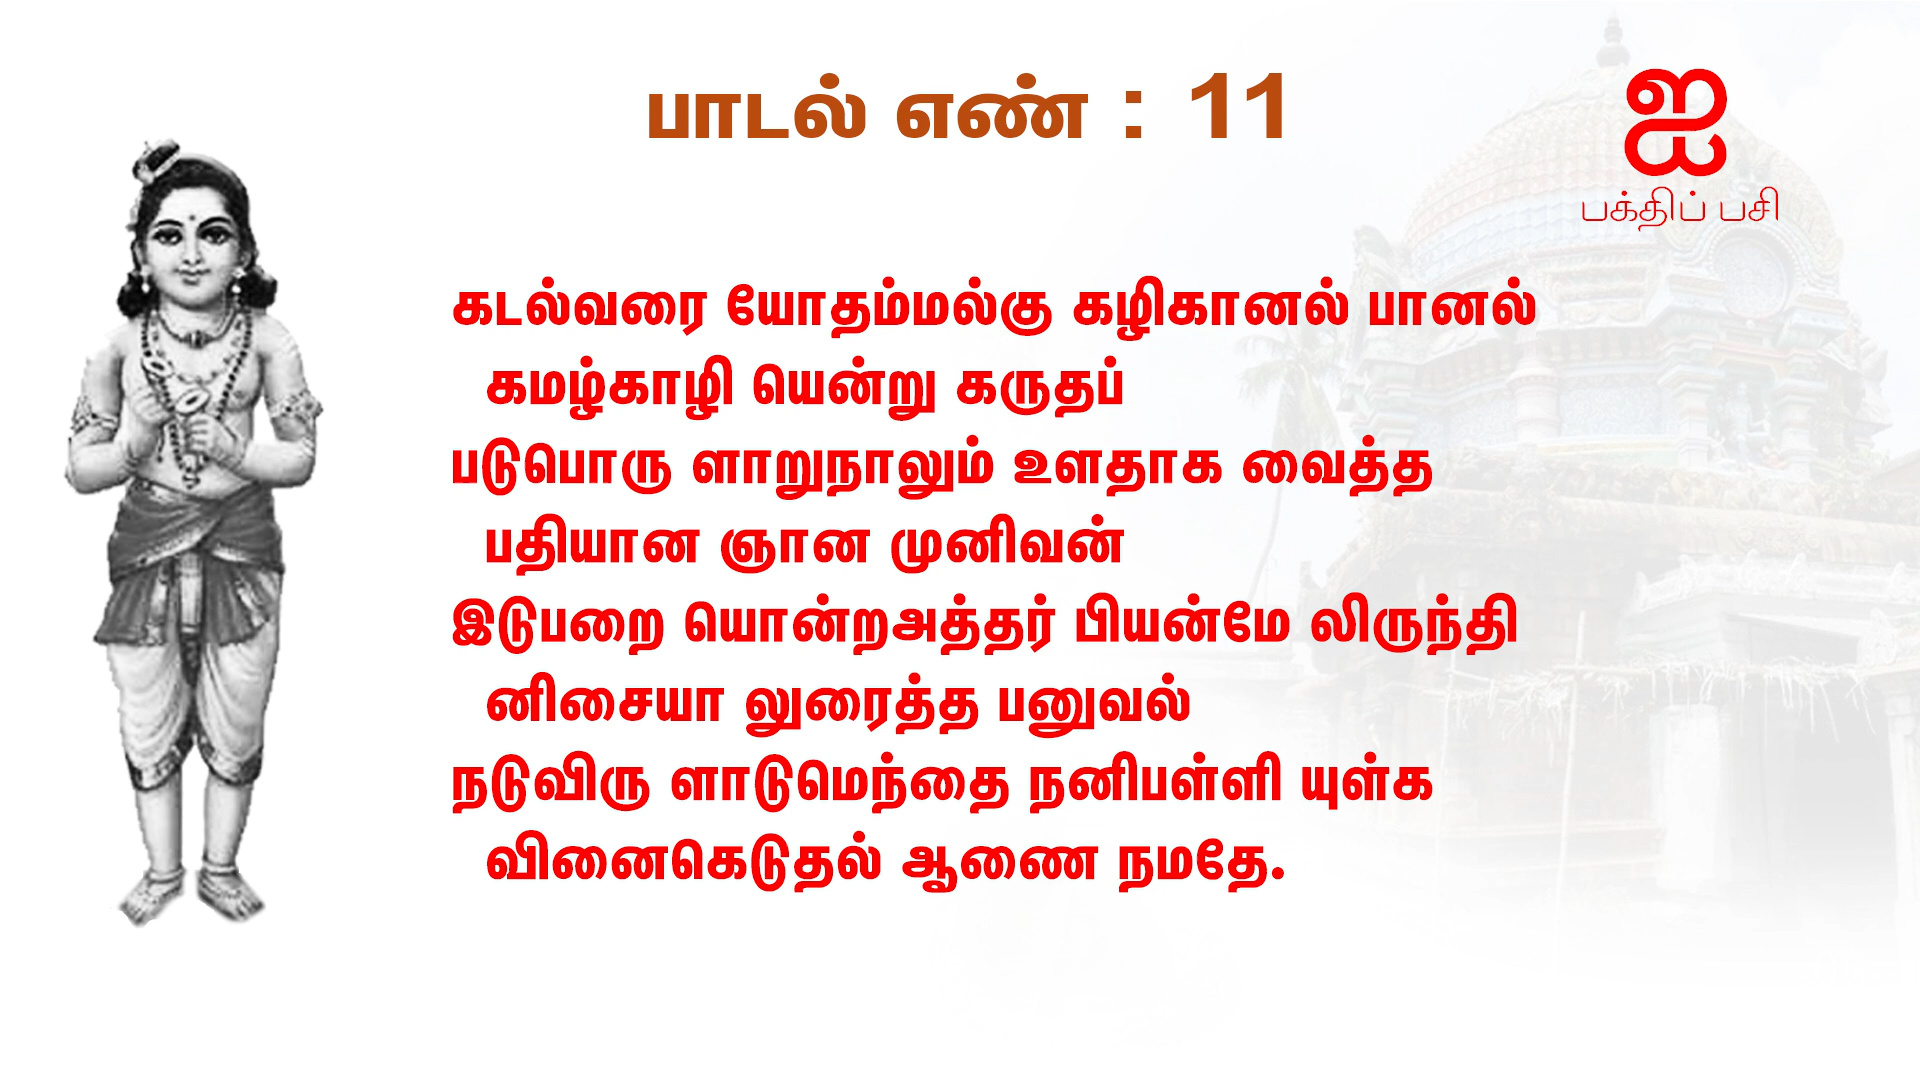 பாடல் எண் : 11
ஐ
பக்திப் பசி
கடல்வரை யோதம்மல்கு கழிகானல் பானல்
கமழ்காழி யென்று கருதப்
படுபொரு ளாறுநாலும் உளதாக வைத்த
பதியான ஞான முனிவன்
இடுபறை யொன்றஅத்தர் பியன்மே லிருந்தி
னிசையா லுரைத்த பனுவல்
நடுவிரு ளாடுமெந்தை நனிபள்ளி யுள்க
வினைகெடுதல் ஆணை நமதே.